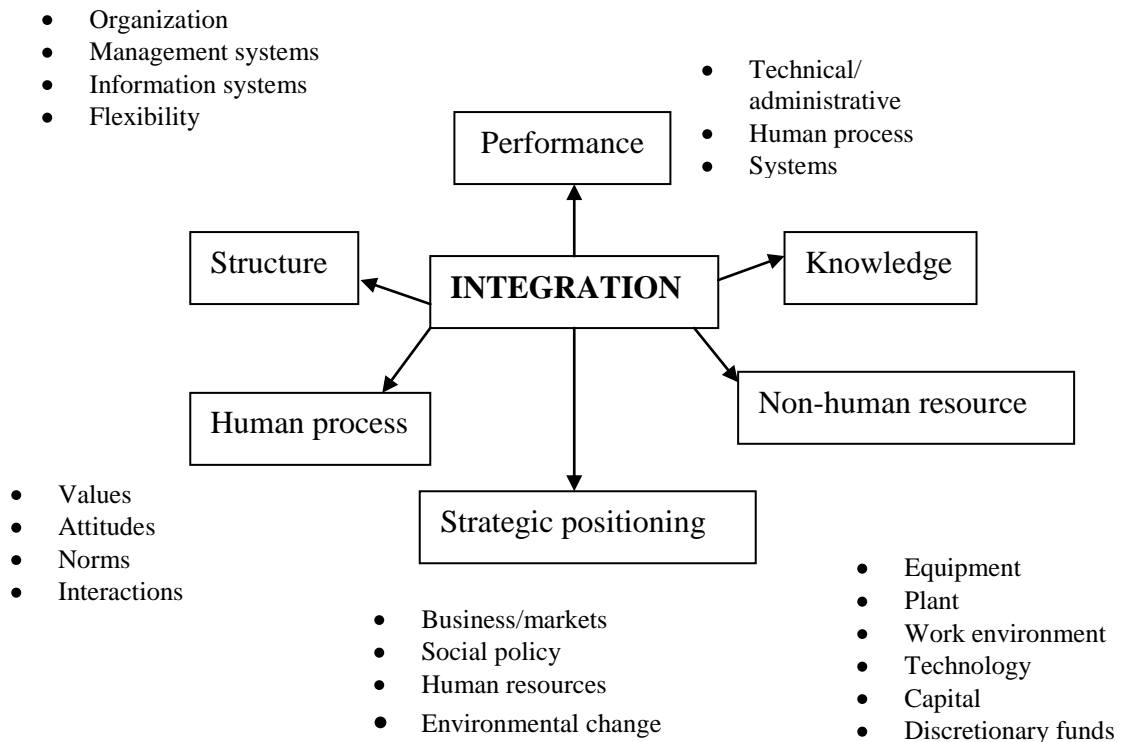 • Organization
• Management systems
• Information systems
• Flexibility
• Technical/
administrative
• Human process
• Systems
Performance
Structure
INTEGRATION
Knowledge
Human process
Non-human resource
Strategic positioning
• Values
• Attitudes
• Norms
• Interactions
• Business/markets
• Social policy
• Human resources
• Environmental change
• Equipment
• Plant
• Work environment
• Technology
• Capital
• Discretionary funds